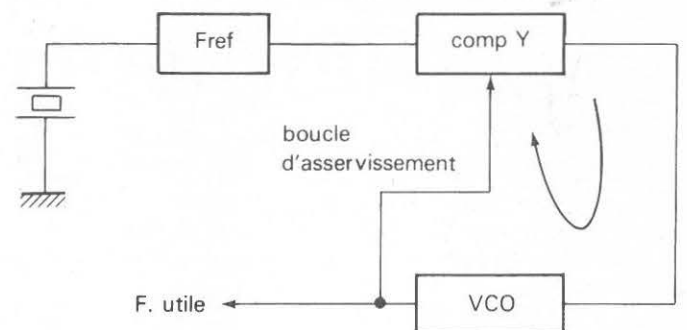 Fref
comp Y
boucle
d'asservissement
F. utile
VCO